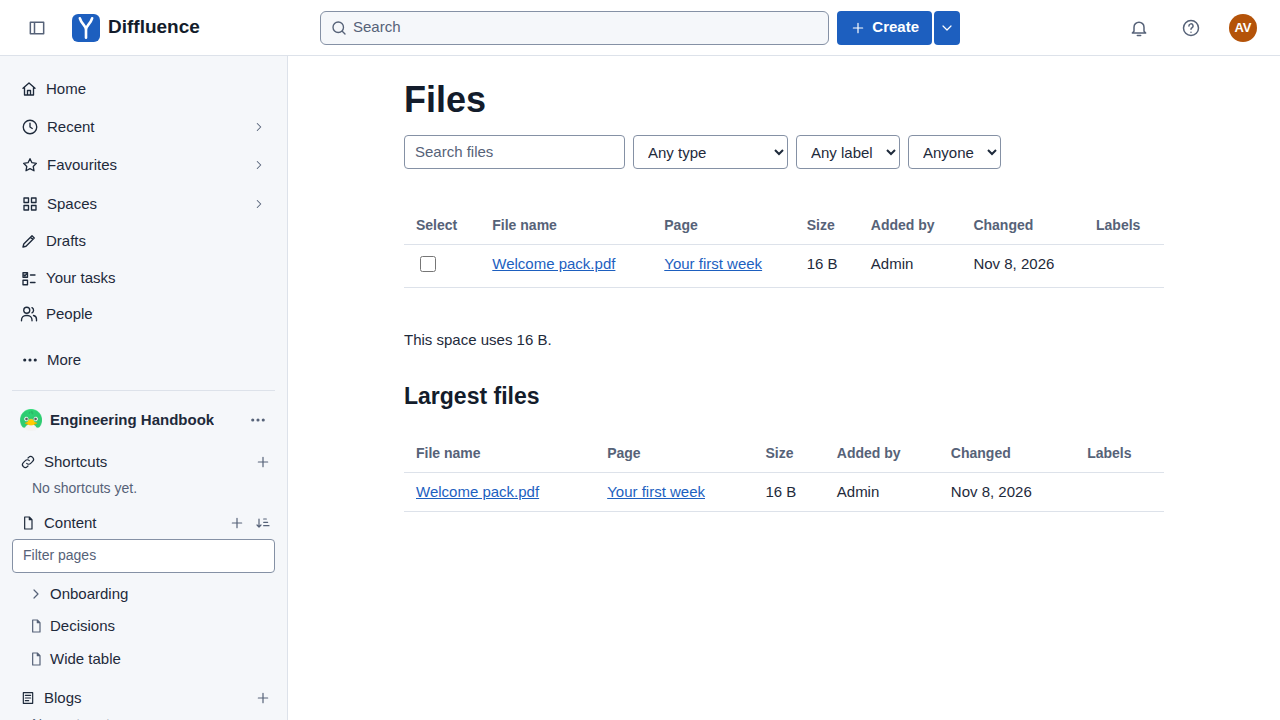 Diffluence
Search
Create
AV
Home
Recent
Favourites
Spaces
Drafts
Your tasks
People
More
Engineering Handbook
Shortcuts
No shortcuts yet.
Content
Filter pages
Onboarding
Decisions
Wide table
Blogs
Files
Search files
Any type
Any label
Anyone
Select File name Page Size Added by Changed Labels
Welcome pack.pdf Your first week 16 B Admin Nov 8, 2026
This space uses 16 B.
Largest files
File name Page Size Added by Changed Labels
Welcome pack.pdf Your first week 16 B Admin Nov 8, 2026